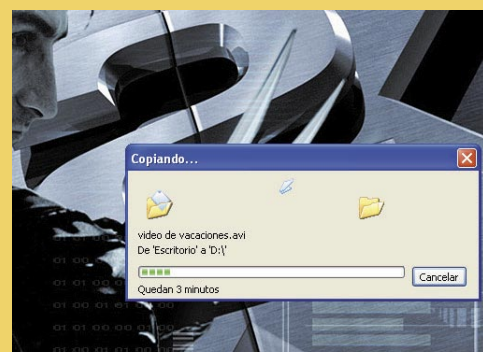 Copiando...
video de vacaciones.avi
De 'Escritorio' a 'D:\'
Cancelar
Quedan 3 minutos